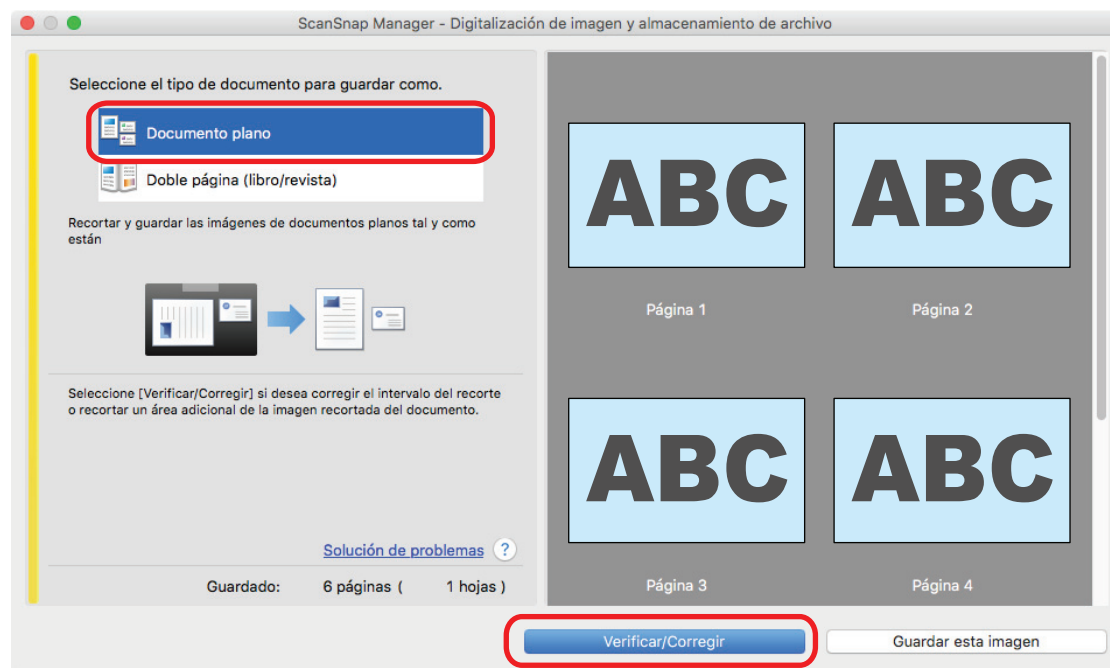 ScanSnap Manager - Digitalización de imagen y almacenamiento de archivo
Seleccione el tipo de documento para guardar como.
Documento plano
Doble página (libro/revista)
Recortar y guardar las imágenes de documentos planos tal y como
están
Seleccione [Verificar/Corregir] si desea corregir el intervalo del recorte
o recortar un área adicional de la imagen recortada del documento.
Solución de problemas ?
Guardado: 6 páginas ( 1 hojas )
ABC
Página 1
ABC
Página 2
ABC
Página 3
ABC
Página 4
Verificar/Corregir
Guardar esta imagen